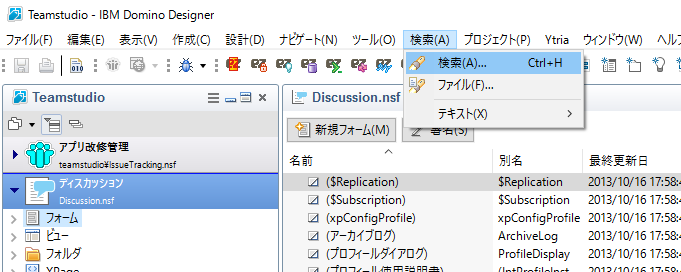 Teamstudio - IBM Domino Designer
ファイル(F) 編集(E) 表示(V) 作成(C) 設計(D) ナビゲート(N) ツール(O) 検索(A) プロジェクト(P) Ytria ウィンドウ(W) ヘルプ
検索(A)... Ctrl+H
ファイル(F)...
テキスト(X)
Teamstudio
アプリ改修管理
teamstudio¥IssueTracking.nsf
ディスカッション
Discussion.nsf
フォーム
ビュー
フォルダ
XPage
Discussion.nsf
新規フォーム(M) 署名(S)
名前 別名 最終更新日
($Replication) $Replication 2013/10/16 17:58:4
($Subscription) $Subscription 2013/10/16 17:58:4
(xpConfigProfile) xpConfigProfile 2013/10/16 17:58:4
(アーカイブログ) ArchiveLog 2013/10/16 17:58:4
(プロフィールダイアログ) ProfileDisplay 2013/10/16 17:58:4
(プロフィール使用説明書) (IntProfileInst 2013/10/16 17:58:4